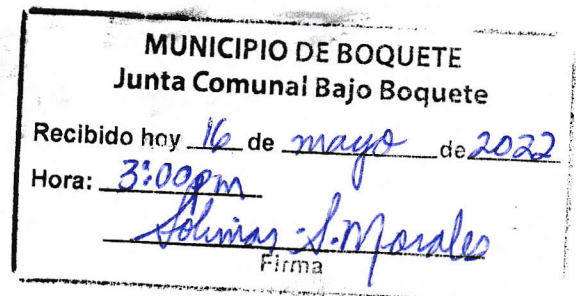 MUNICIPIO DE BOQUETE
Junta Comunal Bajo Boquete
Recibido hoy 16 de mayo de 2022
Hora: 3:00pm
Solimar S. Morales
Firma